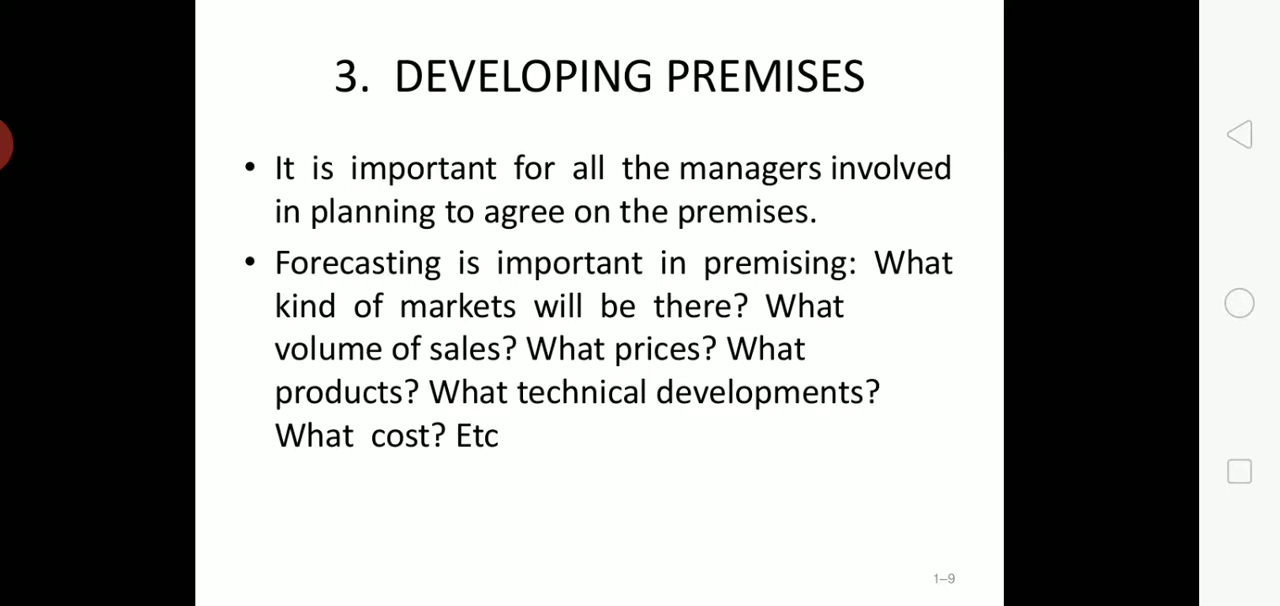 3. DEVELOPING PREMISES
• It is important for all the managers involved
in planning to agree on the premises.
• Forecasting is important in premising: What
kind of markets will be there? What
volume of sales? What prices? What
products? What technical developments?
What cost? Etc
1–9